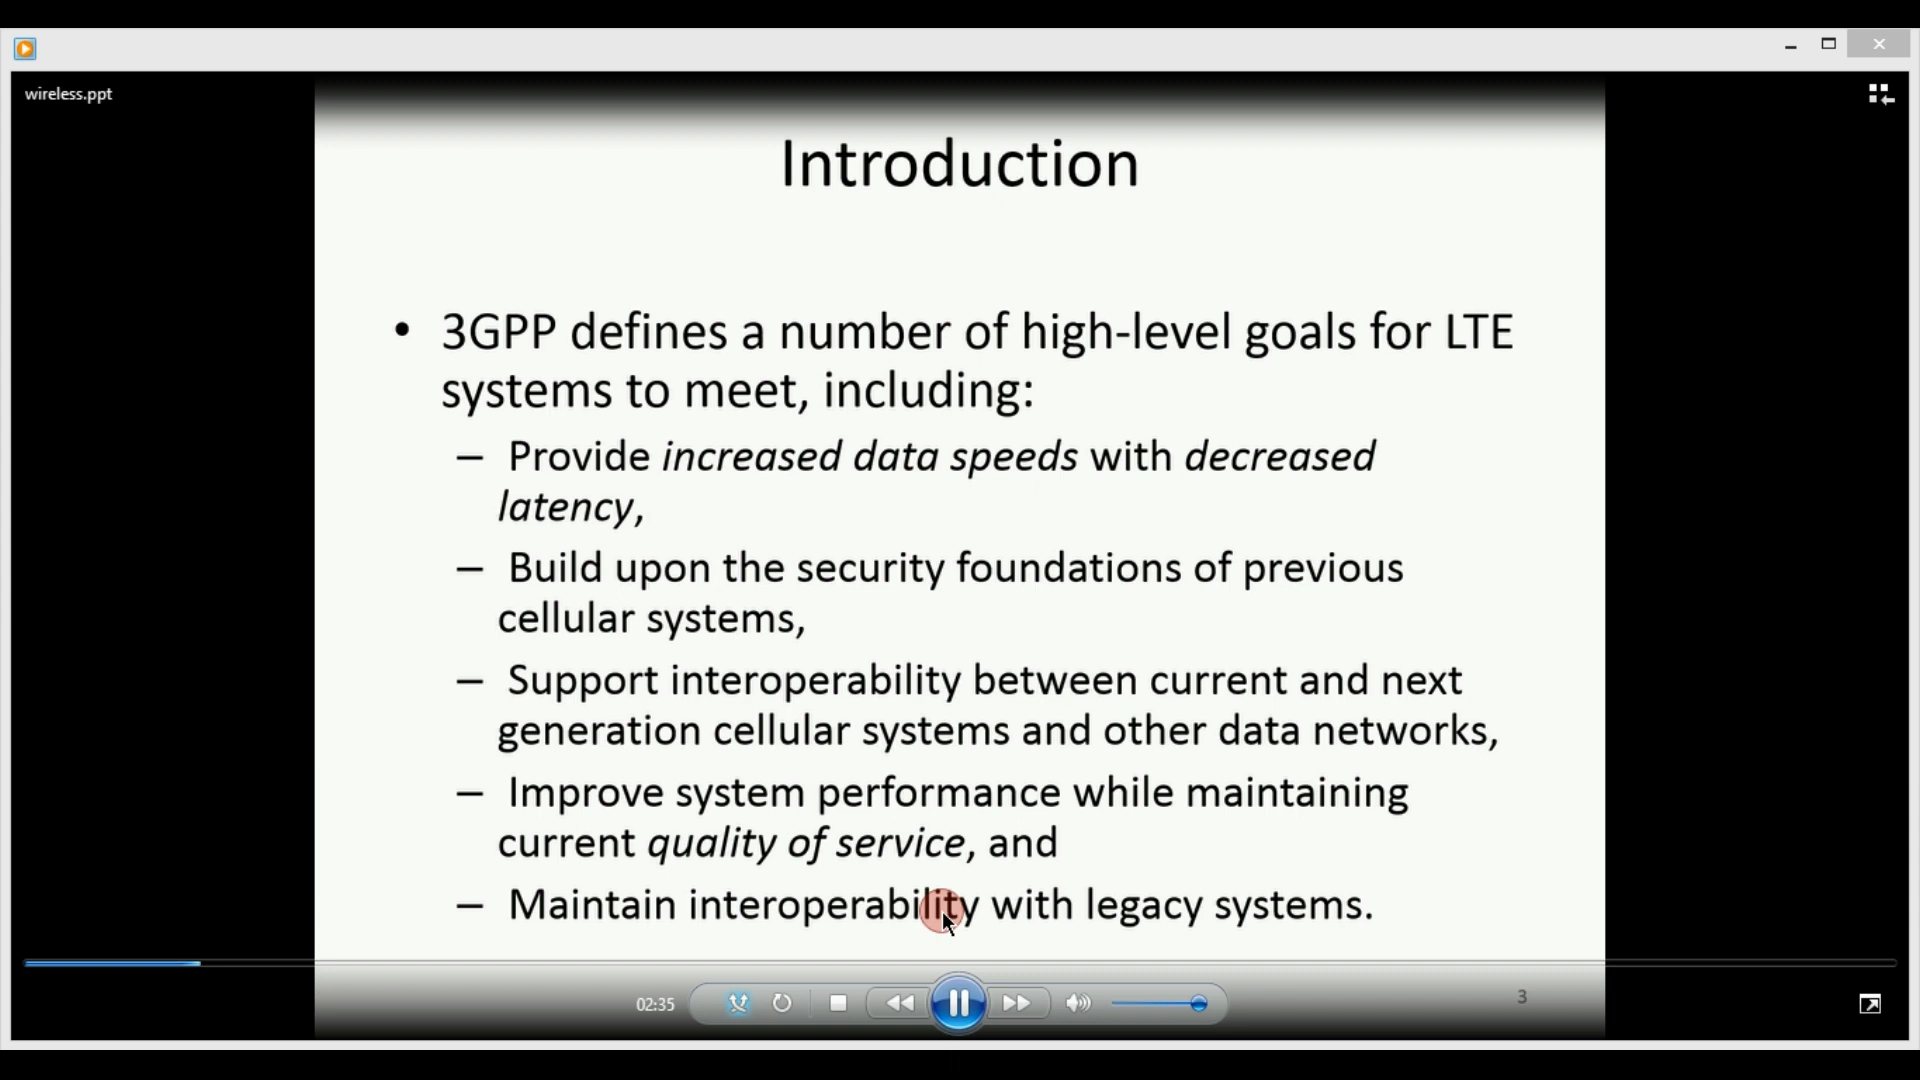 wireless.ppt
Introduction
• 3GPP defines a number of high-level goals for LTE
systems to meet, including:
– Provide increased data speeds with decreased
latency,
– Build upon the security foundations of previous
cellular systems,
– Support interoperability between current and next
generation cellular systems and other data networks,
– Improve system performance while maintaining
current quality of service, and
– Maintain interoperability with legacy systems.
02:35
3